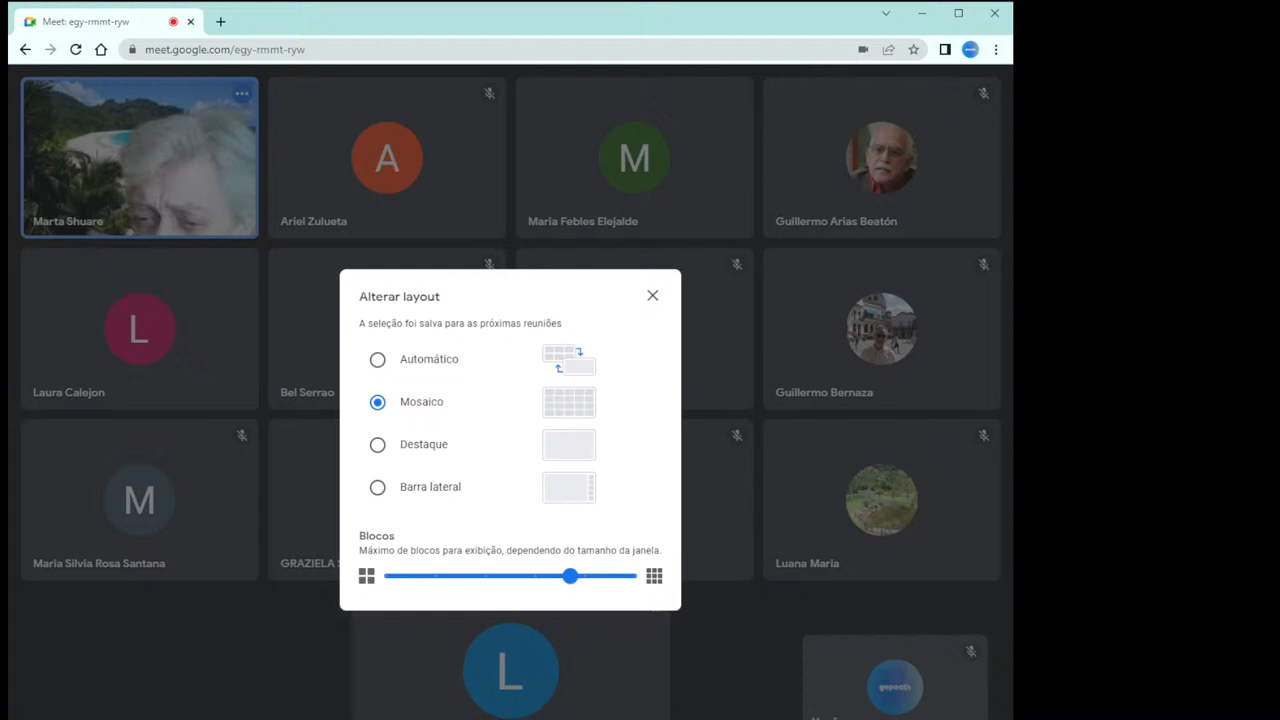 Meet: egy-rmmt-ryw
meet.google.com/egy-rmmt-ryw
A
M
Marta Shuare
Ariel Zulueta
Maria Febles Elejalde
Guillermo Arias Beatón
L
Laura Calejon
Bel Serrao
Guillermo Bernaza
Alterar layout
A seleção foi salva para as próximas reuniões
Automático
Mosaico
Destaque
Barra lateral
Blocos
Máximo de blocos para exibição, dependendo do tamanho da janela.
M
Maria Silvia Rosa Santana
GRAZIELA
Luana Maria
L
gepeath